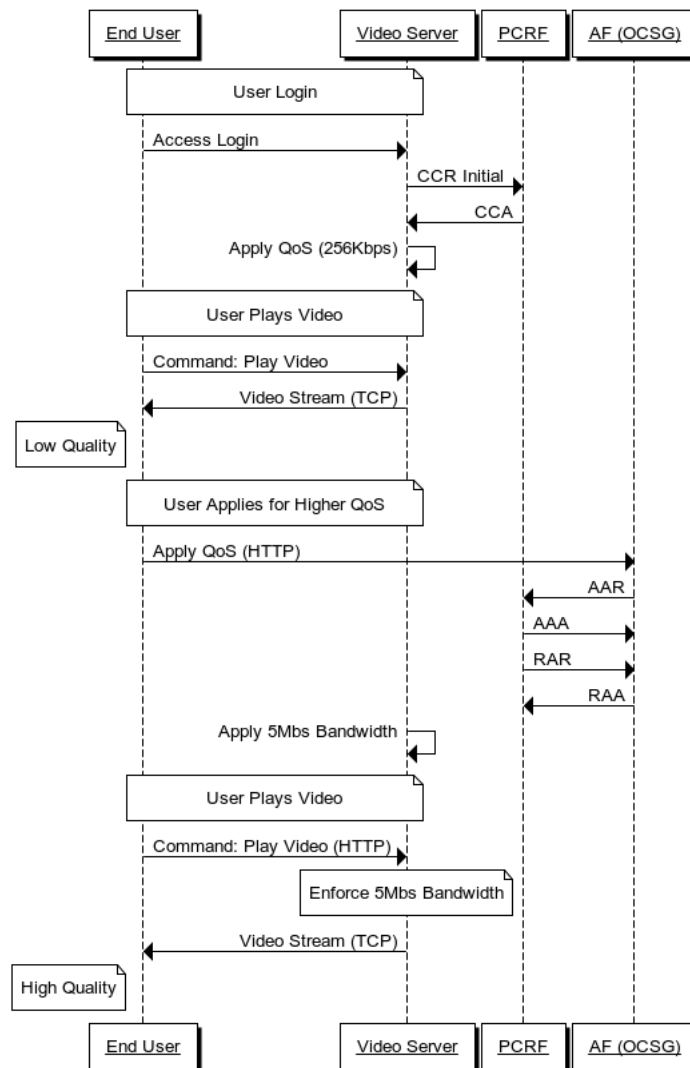 End User
Video Server
PCRF
AF (OCSG)
User Login
Access Login
CCR Initial
CCA
Apply QoS (256Kbps)
User Plays Video
Command: Play Video
Video Stream (TCP)
Low Quality
User Applies for Higher QoS
Apply QoS (HTTP)
AAR
AAA
RAR
RAA
Apply 5Mbs Bandwidth
User Plays Video
Command: Play Video (HTTP)
Enforce 5Mbs Bandwidth
Video Stream (TCP)
High Quality
End User
Video Server
PCRF
AF (OCSG)